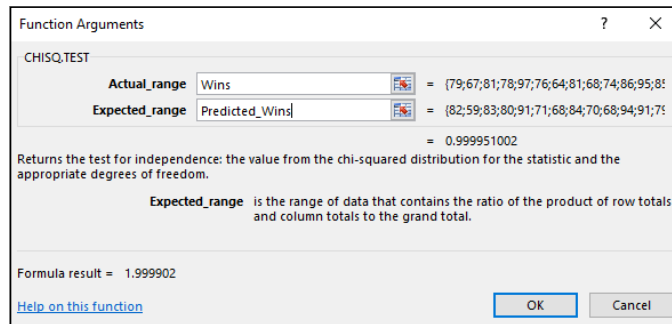 Function Arguments ? ×
CHISQ.TEST
Actual_range Wins = {79;67;81;78;97;76;64;81;68;74;86;95;85
Expected_range Predicted_Wins = {82;59;83;80;91;71;68;84;70;68;94;91;79
= 0.999951002
Returns the test for independence: the value from the chi-squared distribution for the statistic and the
appropriate degrees of freedom.
Expected_range is the range of data that contains the ratio of the product of row totals
and column totals to the grand total.
Formula result = 1.999902
Help on this function OK Cancel